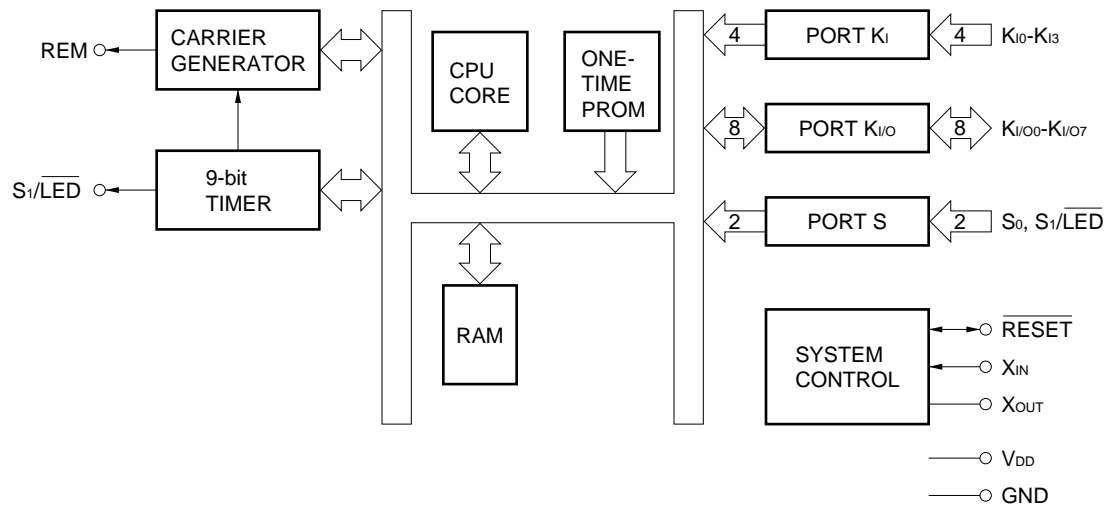 REM
CARRIER
GENERATOR
S1/LED
9-bit
TIMER
CPU
CORE
ONE-
TIME
PROM
RAM
4
PORT KI
4
KI0-KI3
8
PORT KI/O
8
KI/O0-KI/O7
2
PORT S
2
S0, S1/LED
SYSTEM
CONTROL
RESET
XIN
XOUT
VDD
GND